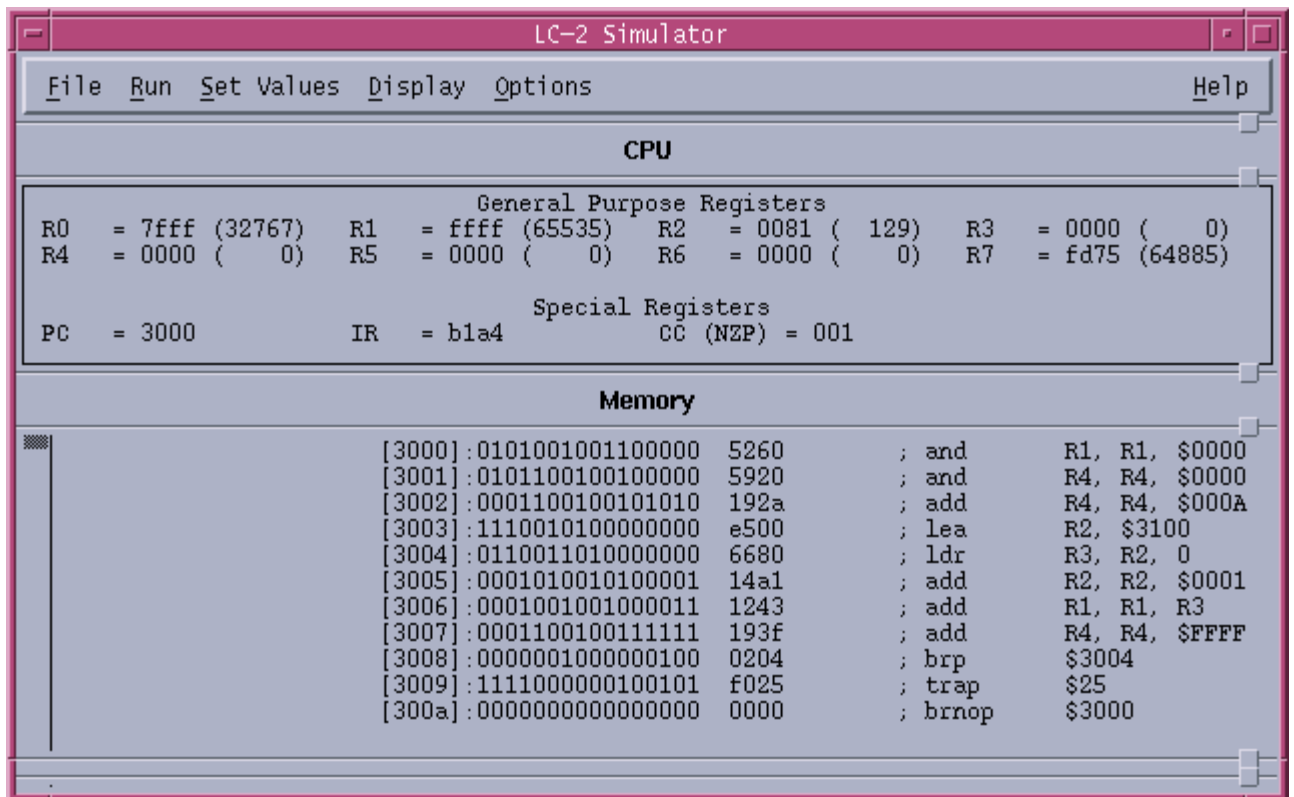 LC-2 Simulator
File Run Set Values Display Options Help
CPU
General Purpose Registers
R0 = 7fff (32767) R1 = ffff (65535) R2 = 0081 ( 129) R3 = 0000 ( 0)
R4 = 0000 ( 0) R5 = 0000 ( 0) R6 = 0000 ( 0) R7 = fd75 (64885)
Special Registers
PC = 3000 IR = b1a4 CC (NZP) = 001
Memory
[3000]:0101001001100000 5260 ; and R1, R1, $0000
[3001]:0101100100100000 5920 ; and R4, R4, $0000
[3002]:0001100100101010 192a ; add R4, R4, $000A
[3003]:1110010100000000 e500 ; lea R2, $3100
[3004]:0110011010000000 6680 ; ldr R3, R2, 0
[3005]:0001010010100001 14a1 ; add R2, R2, $0001
[3006]:0001001001000011 1243 ; add R1, R1, R3
[3007]:0001100100111111 193f ; add R4, R4, $FFFF
[3008]:0000001000000100 0204 ; brp $3004
[3009]:1111000000100101 f025 ; trap $25
[300a]:0000000000000000 0000 ; brnop $3000